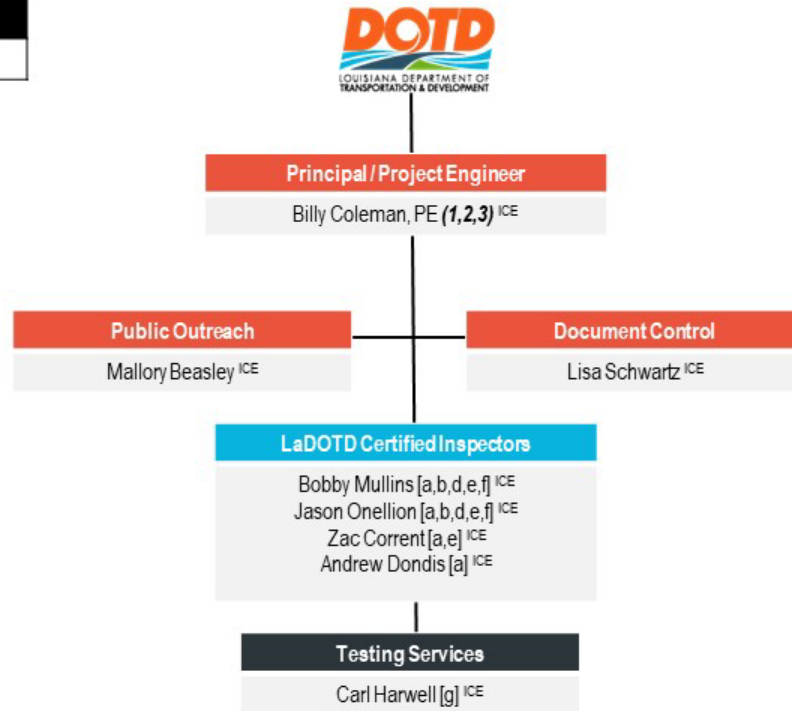 DOTD
LOUISIANA DEPARTMENT OF
TRANSPORTATION & DEVELOPMENT
Principal / Project Engineer
Billy Coleman, PE (1,2,3) ICE
Public Outreach
Mallory Beasley ICE
Document Control
Lisa Schwartz ICE
LaDOTD Certified Inspectors
Bobby Mullins [a,b,d,e,f] ICE
Jason Onellion [a,b,d,e,f] ICE
Zac Corrent [a,e] ICE
Andrew Dondis [a] ICE
Testing Services
Carl Harwell [g] ICE